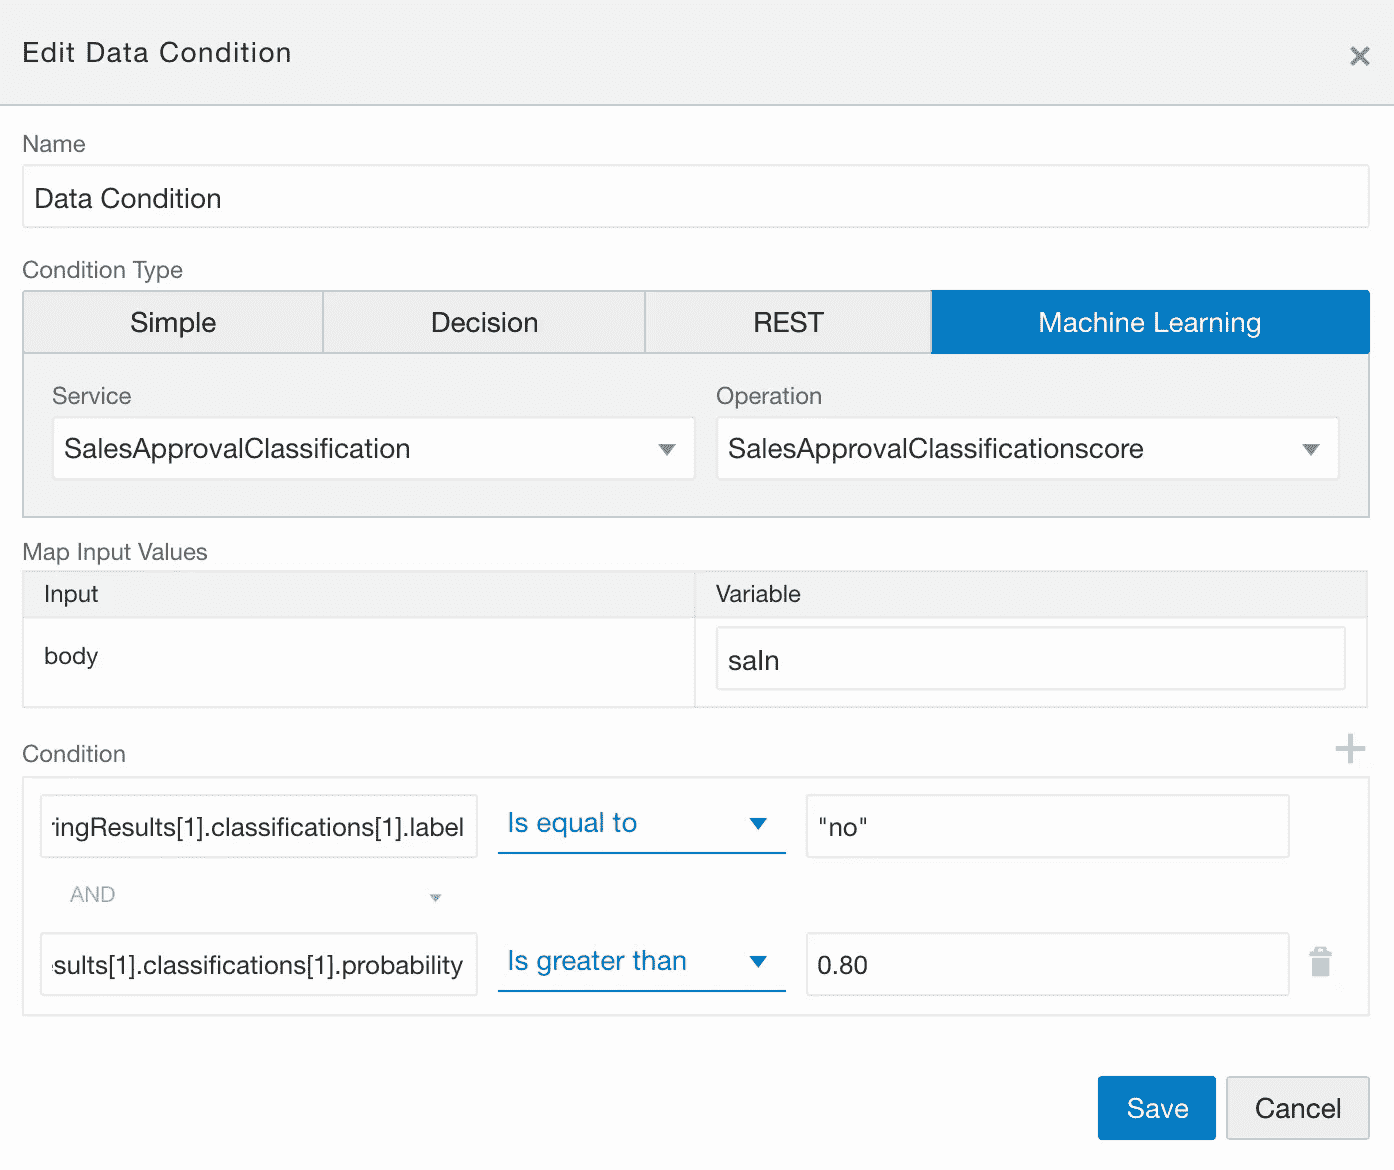 Edit Data Condition
Name
Data Condition
Condition Type
Simple Decision REST Machine Learning
Service Operation
SalesApprovalClassification SalesApprovalClassificationscore
Map Input Values
Input Variable
body saIn
Condition
ringResults[1].classifications[1].label Is equal to "no"
AND
sults[1].classifications[1].probability Is greater than 0.80
Save Cancel